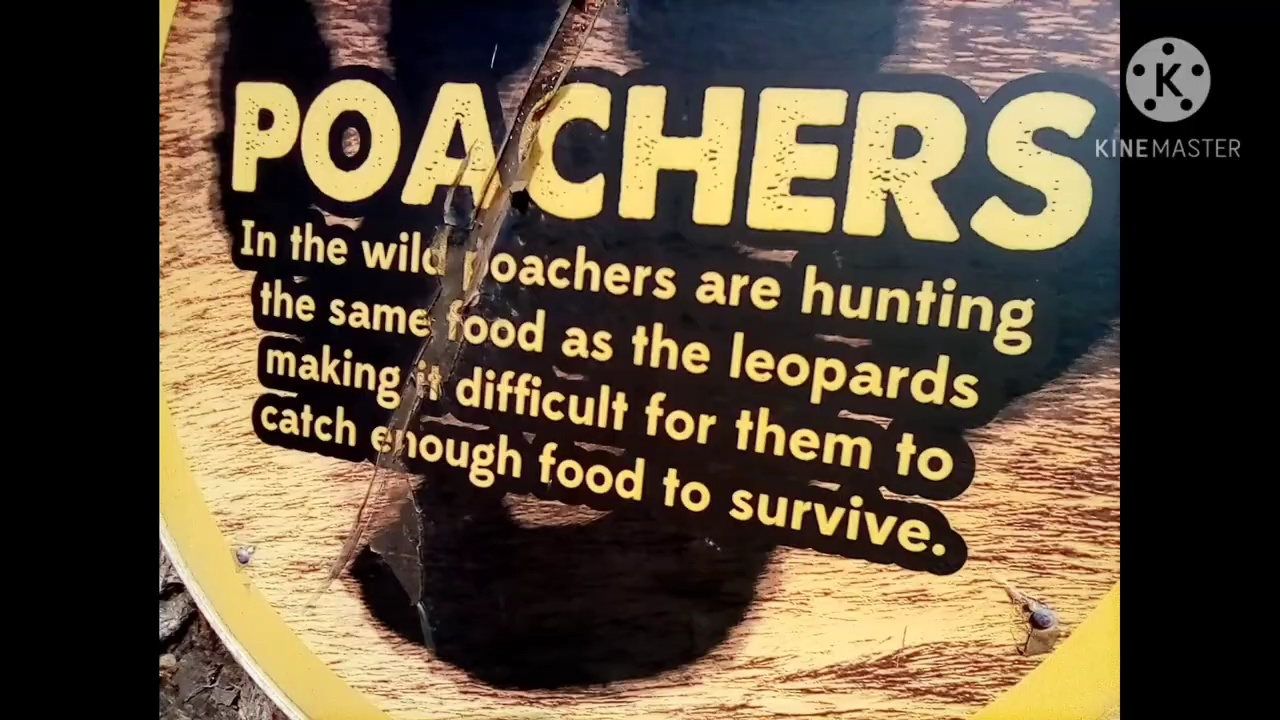 POACHERS
In the wild poachers are hunting
the same food as the leopards
making it difficult for them to
catch enough food to survive.
K
KINEMASTER